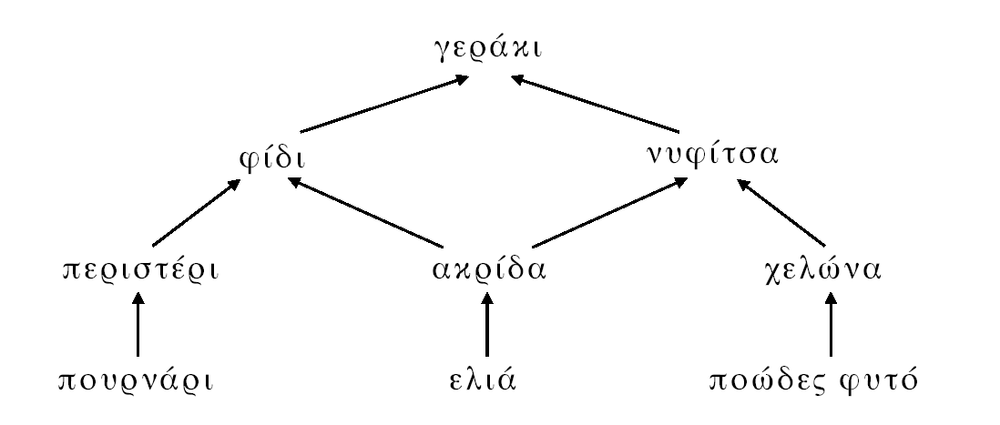 γεράκι
φίδι νυφίτσα
περιστέρι ακρίδα χελώνα
πουρνάρι ελιά ποώδες φυτό